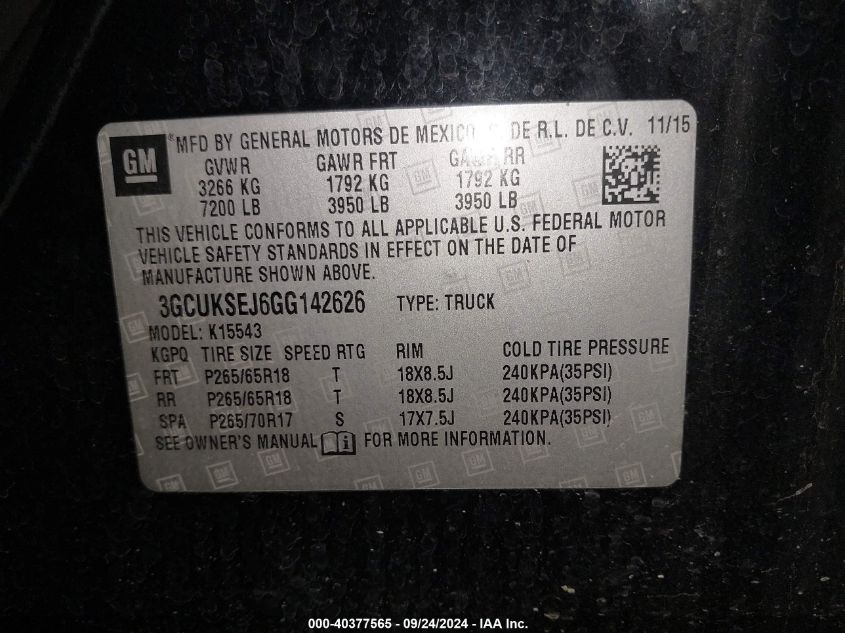 GM ®MFD BY GENERAL MOTORS DE MEXICO, S. DE R.L. DE C.V. 11/15
GVWR GAWR FRT GAWR RR
3266 KG 1792 KG 1792 KG
7200 LB 3950 LB 3950 LB
THIS VEHICLE CONFORMS TO ALL APPLICABLE U.S. FEDERAL MOTOR
VEHICLE SAFETY STANDARDS IN EFFECT ON THE DATE OF
MANUFACTURE SHOWN ABOVE.
3GCUKSEJ6GG142626 TYPE: TRUCK
MODEL: K15543
KGPQ TIRE SIZE SPEED RTG RIM COLD TIRE PRESSURE
FRT P265/65R18 T 18X8.5J 240KPA(35PSI)
RR P265/65R18 T 18X8.5J 240KPA(35PSI)
SPA P265/70R17 S 17X7.5J 240KPA(35PSI)
SEE OWNER'S MANUAL FOR MORE INFORMATION.
000-40377565 - 09/24/2024 - IAA Inc.